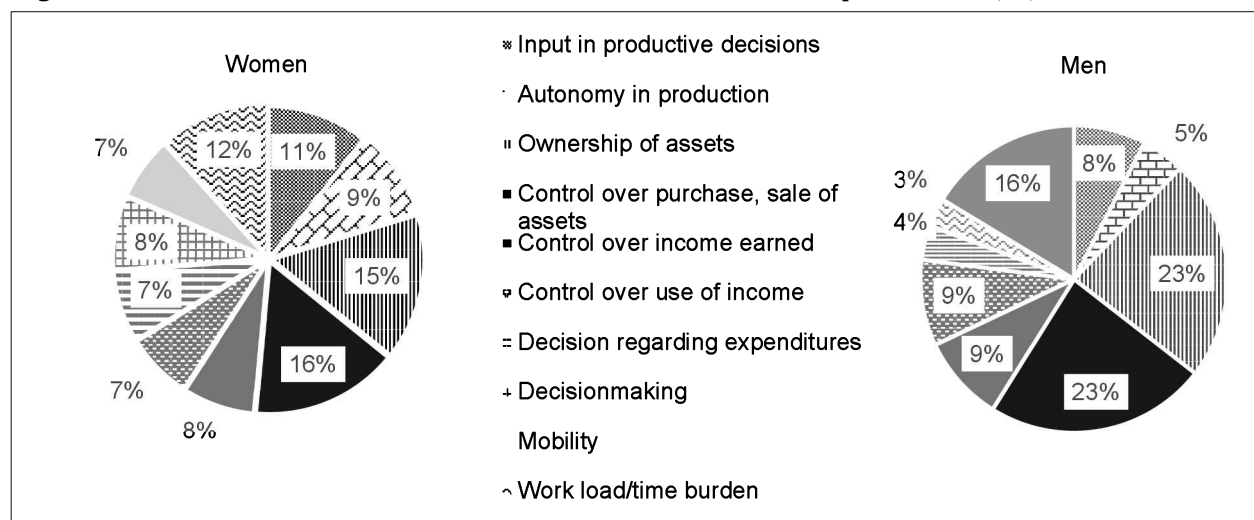 Women
7%
12%
11%
9%
8%
15%
7%
16%
7%
8%
Input in productive decisions
Autonomy in production
Ownership of assets
Control over purchase, sale of
assets
Control over income earned
Control over use of income
Decision regarding expenditures
Decisionmaking
Mobility
Work load/time burden
Men
5%
8%
3%
16%
4%
23%
9%
9%
23%